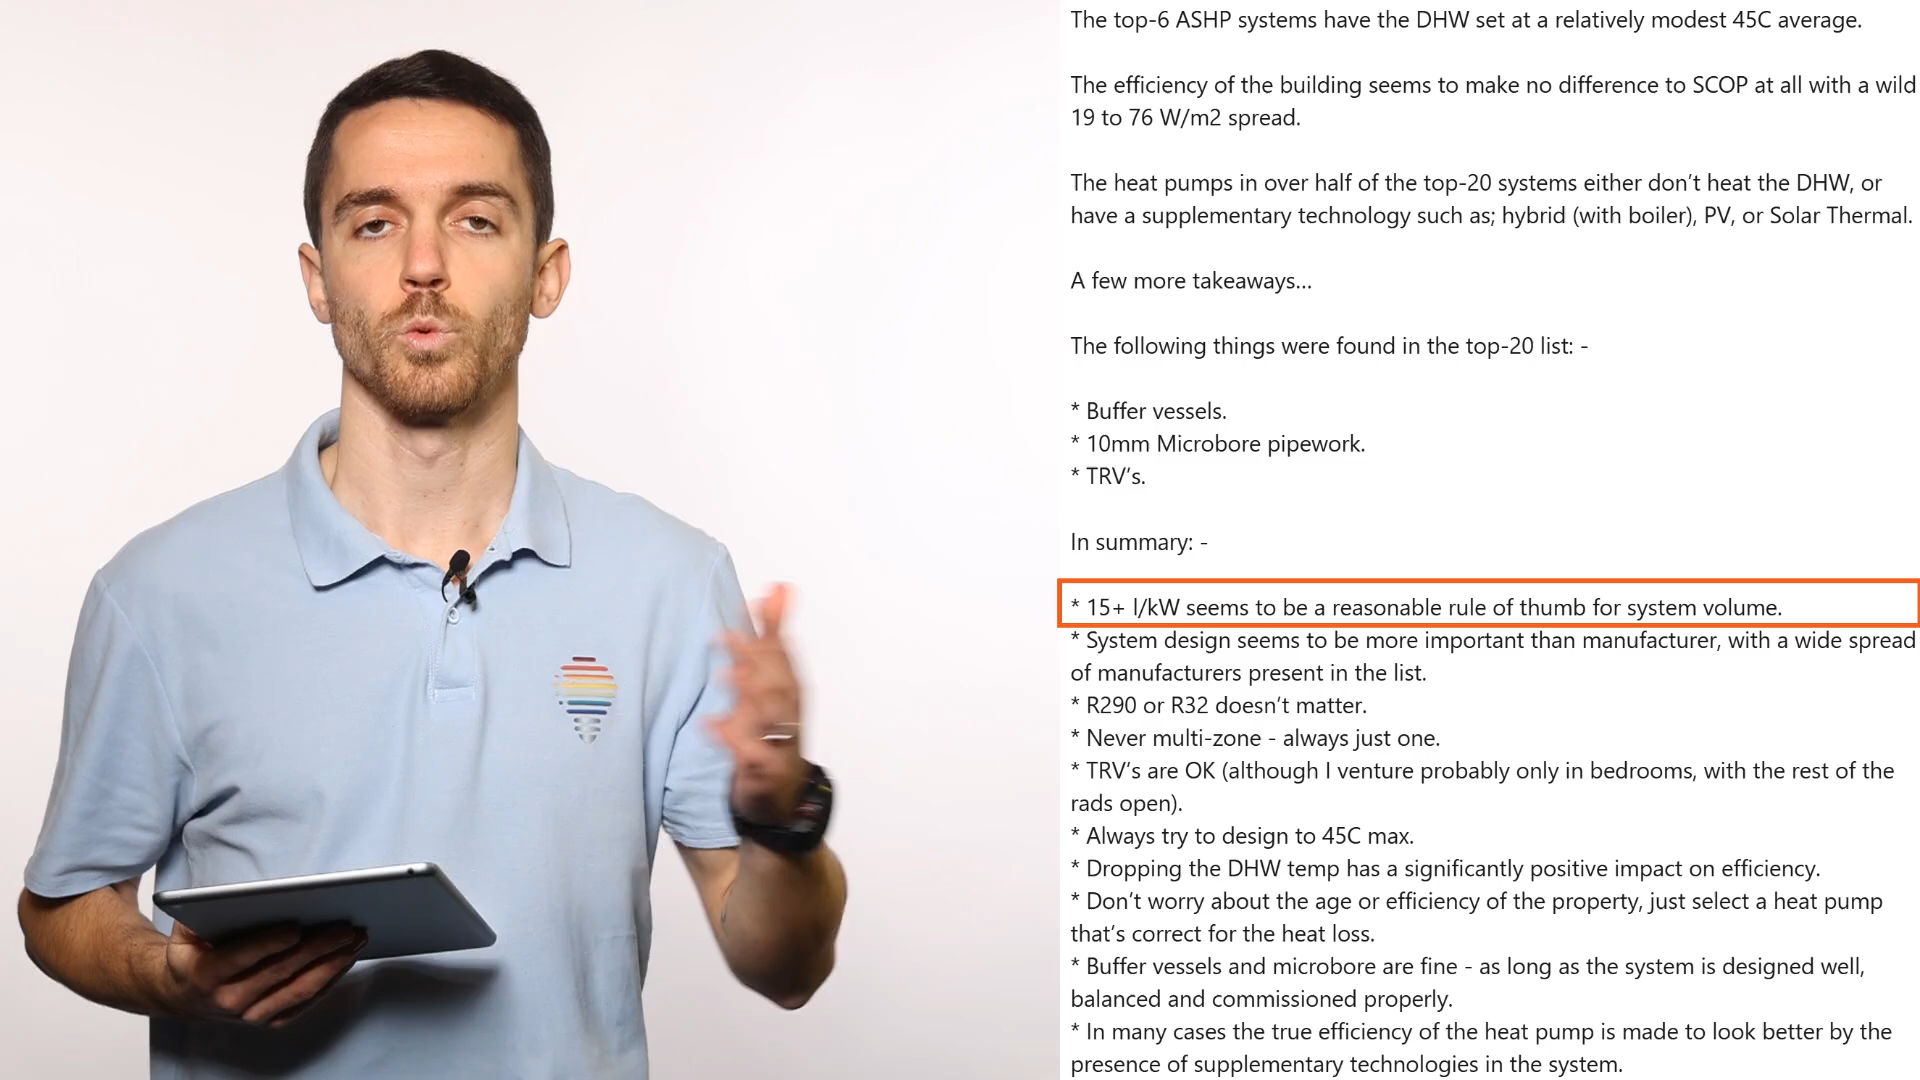 The top-6 ASHP systems have the DHW set at a relatively modest 45C average.
The efficiency of the building seems to make no difference to SCOP at all with a wild
19 to 76 W/m2 spread.
The heat pumps in over half of the top-20 systems either don't heat the DHW, or
have a supplementary technology such as; hybrid (with boiler), PV, or Solar Thermal.
A few more takeaways...
The following things were found in the top-20 list: -
* Buffer vessels.
* 10mm Microbore pipework.
* TRV's.
In summary: -
* 15+ l/kW seems to be a reasonable rule of thumb for system volume.
* System design seems to be more important than manufacturer, with a wide spread
of manufacturers present in the list.
* R290 or R32 doesn't matter.
* Never multi-zone - always just one.
* TRV's are OK (although I venture probably only in bedrooms, with the rest of the
rads open).
* Always try to design to 45C max.
* Dropping the DHW temp has a significantly positive impact on efficiency.
* Don't worry about the age or efficiency of the property, just select a heat pump
that's correct for the heat loss.
* Buffer vessels and microbore are fine - as long as the system is designed well,
balanced and commissioned properly.
* In many cases the true efficiency of the heat pump is made to look better by the
presence of supplementary technologies in the system.